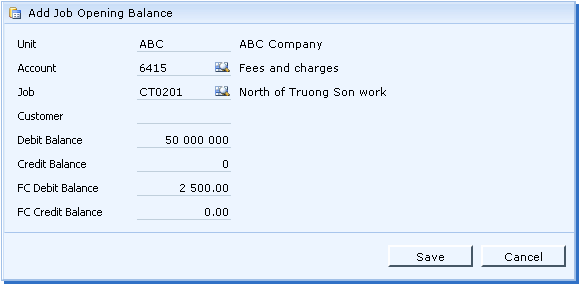 Add Job Opening Balance
Unit ABC ABC Company
Account 6415 Fees and charges
Job CT0201 North of Truong Son work
Customer
Debit Balance 50 000 000
Credit Balance 0
FC Debit Balance 2 500.00
FC Credit Balance 0.00
Save Cancel